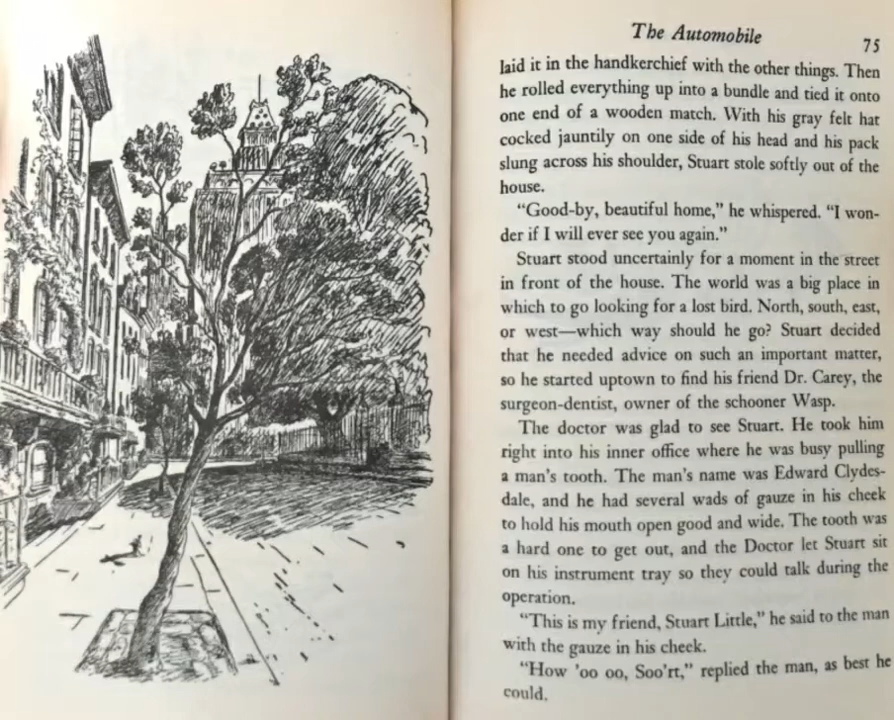 The Automobile
75
laid it in the handkerchief with the other things. Then
he rolled everything up into a bundle and tied it onto
one end of a wooden match. With his gray felt hat
cocked jauntily on one side of his head and his pack
slung across his shoulder, Stuart stole softly out of the
house.
“Good-by, beautiful home,” he whispered. “I won-
der if I will ever see you again.”
Stuart stood uncertainly for a moment in the street
in front of the house. The world was a big place in
which to go looking for a lost bird. North, south, east,
or west—which way should he go? Stuart decided
that he needed advice on such an important matter,
so he started uptown to find his friend Dr. Carey, the
surgeon-dentist, owner of the schooner Wasp.
The doctor was glad to see Stuart. He took him
right into his inner office where he was busy pulling
a man’s tooth. The man’s name was Edward Clydes-
dale, and he had several wads of gauze in his cheek
to hold his mouth open good and wide. The tooth was
a hard one to get out, and the Doctor let Stuart sit
on his instrument tray so they could talk during the
operation.
“This is my friend, Stuart Little,” he said to the man
with the gauze in his cheek.
“How ’oo oo, Soo’rt,” replied the man, as best he
could.